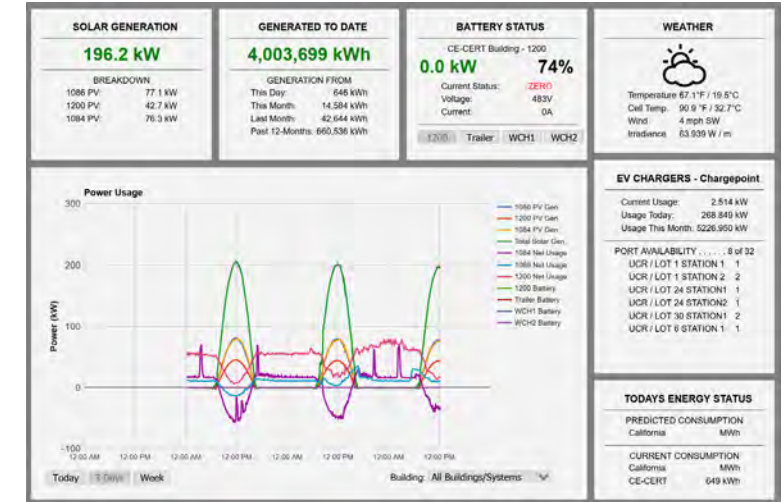 SOLAR GENERATION
196.2 kW
BREAKDOWN
1086 PV: 77.1 kW
1200 PV: 42.7 kW
1084 PV: 76.3 kW
GENERATED TO DATE
4,003,699 kWh
GENERATION FROM
This Day: 646 kWh
This Month: 14,584 kWh
Last Month: 42,644 kWh
Past 12-Months: 660,536 kWh
BATTERY STATUS
CE-CERT Building - 1200
0.0 kW 74%
Current Status: ZERO
Voltage: 483V
Current: 0A
1200 Trailer WCH1 WCH2
WEATHER
Temperature 67.1°F / 19.5°C
Cell Temp. 90.9 °F / 32.7°C
Wind 4 mph SW
Irradiance 63.939 W / m
Power Usage
300
200
100
0
-100
Power (kW)
12:00 AM 12:00 PM 12:00 AM 12:00 PM 12:00 AM 12:00 PM 12:00 AM 12:00 PM
1086 PV Gen
1200 PV Gen
1084 PV Gen
Total Solar Gen
1084 Net Usage
1086 Net Usage
1200 Net Usage
1200 Battery
Trailer Battery
WCH1 Battery
WCH2 Battery
Today 3 Days Week
Building: All Buildings/Systems
EV CHARGERS - Chargepoint
Current Usage: 2.514 kW
Usage Today: 268.849 kWh
Usage This Month: 5226.950 kWh
PORT AVAILABILITY . . . . . . 8 of 32
UCR / LOT 1 STATION 1 1
UCR / LOT 1 STATION 2 2
UCR / LOT 24 STATION1 1
UCR / LOT 24 STATION2 1
UCR / LOT 30 STATION1 2
UCR / LOT 6 STATION 1 1
TODAYS ENERGY STATUS
PREDICTED CONSUMPTION
California MWh
CURRENT CONSUMPTION
California MWh
CE-CERT 649 kWh